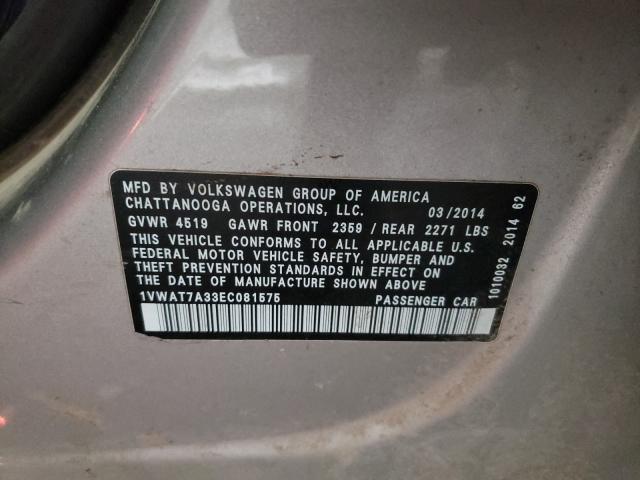 MFD BY VOLKSWAGEN GROUP OF AMERICA
CHATTANOOGA OPERATIONS, LLC. 03/2014
GVWR 4519 GAWR FRONT 2359 / REAR 2271 LBS
THIS VEHICLE CONFORMS TO ALL APPLICABLE U.S.
FEDERAL MOTOR VEHICLE SAFETY, BUMPER AND
THEFT PREVENTION STANDARDS IN EFFECT ON
THE DATE OF MANUFACTURE SHOWN ABOVE
1VWAT7A33EC081575 PASSENGER CAR
1010032 2014 62